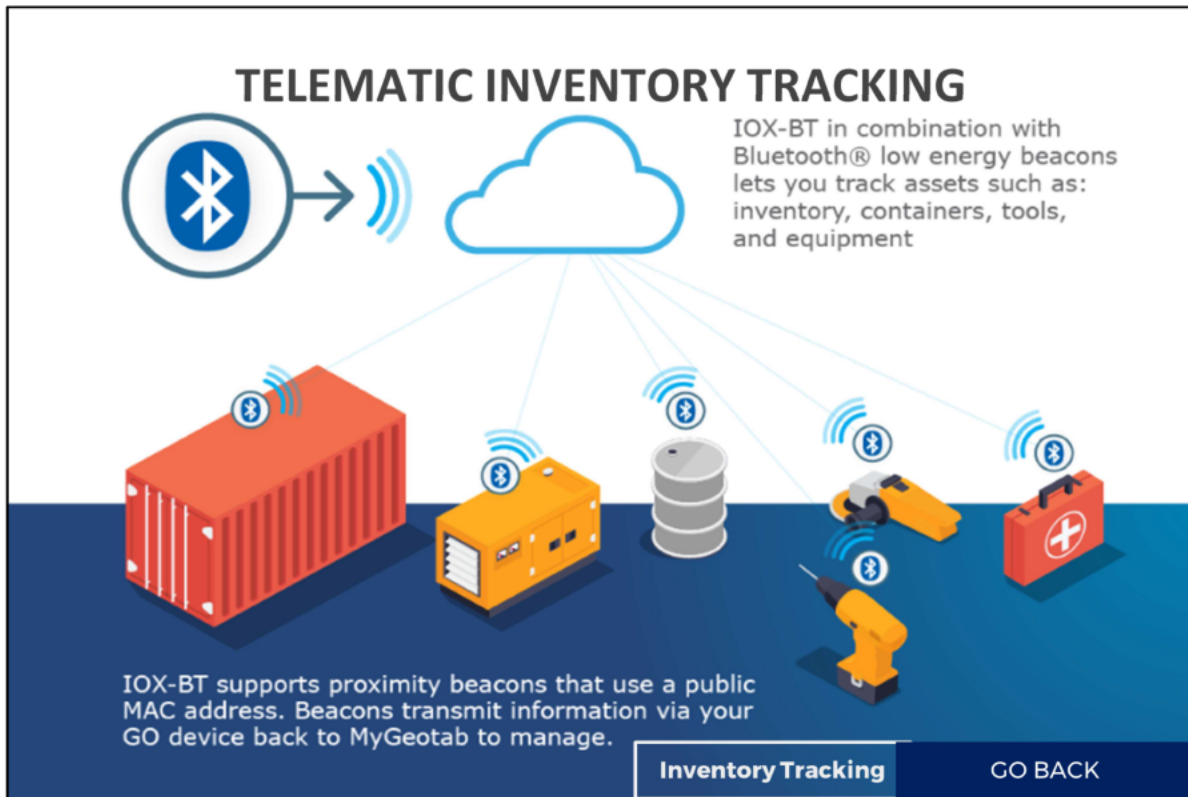 TELEMATIC INVENTORY TRACKING
IOX-BT in combination with
Bluetooth® low energy beacons
lets you track assets such as:
inventory, containers, tools,
and equipment
IOX-BT supports proximity beacons that use a public
MAC address. Beacons transmit information via your
GO device back to MyGeotab to manage.
Inventory Tracking
GO BACK